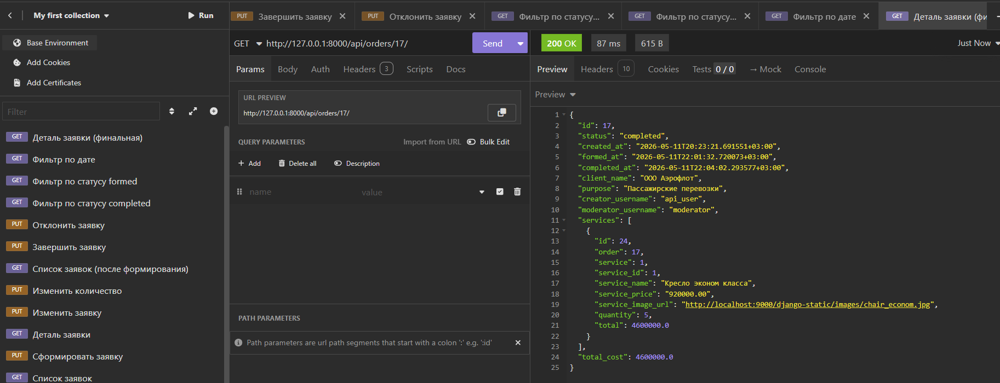 My first collection
Run
Base Environment
Add Cookies
Add Certificates
Filter
GET Деталь заявки (финальная)
GET Фильтр по дате
GET Фильтр по статусу formed
GET Фильтр по статусу completed
PUT Отклонить заявку
PUT Завершить заявку
GET Список заявок (после формирования)
PUT Изменить количество
PUT Изменить заявку
GET Деталь заявки
PUT Сформировать заявку
GET Список заявок
PUT Завершить заявку
PUT Отклонить заявку
GET Фильтр по статусу...
GET Фильтр по статусу...
GET Фильтр по дате
GET Деталь заявки (фи
GET http://127.0.0.1:8000/api/orders/17/ Send
Params Body Auth Headers 3 Scripts Docs
URL PREVIEW
http://127.0.0.1:8000/api/orders/17/
QUERY PARAMETERS Import from URL Bulk Edit
Add Delete all Description
name value
PATH PARAMETERS
Path parameters are url path segments that start with a colon ':' e.g. ':id'
200 OK 87 ms 615 B Just Now
Preview Headers 10 Cookies Tests 0 / 0 → Mock Console
Preview
1 {
2 "id": 17,
3 "status": "completed",
4 "created_at": "2026-05-11T20:23:21.691551+03:00",
5 "formed_at": "2026-05-11T22:01:32.720073+03:00",
6 "completed_at": "2026-05-11T22:04:02.293577+03:00",
7 "client_name": "ООО Аэрофлот",
8 "purpose": "Пассажирские перевозки",
9 "creator_username": "api_user",
10 "moderator_username": "moderator",
11 "services": [
12 {
13 "id": 24,
14 "order": 17,
15 "service": 1,
16 "service_id": 1,
17 "service_name": "Кресло эконом класса",
18 "service_price": "920000.00",
19 "service_image_url": "http://localhost:9000/django-static/images/chair_econom.jpg",
20 "quantity": 5,
21 "total": 4600000.0
22 }
23 ],
24 "total_cost": 4600000.0
25 }